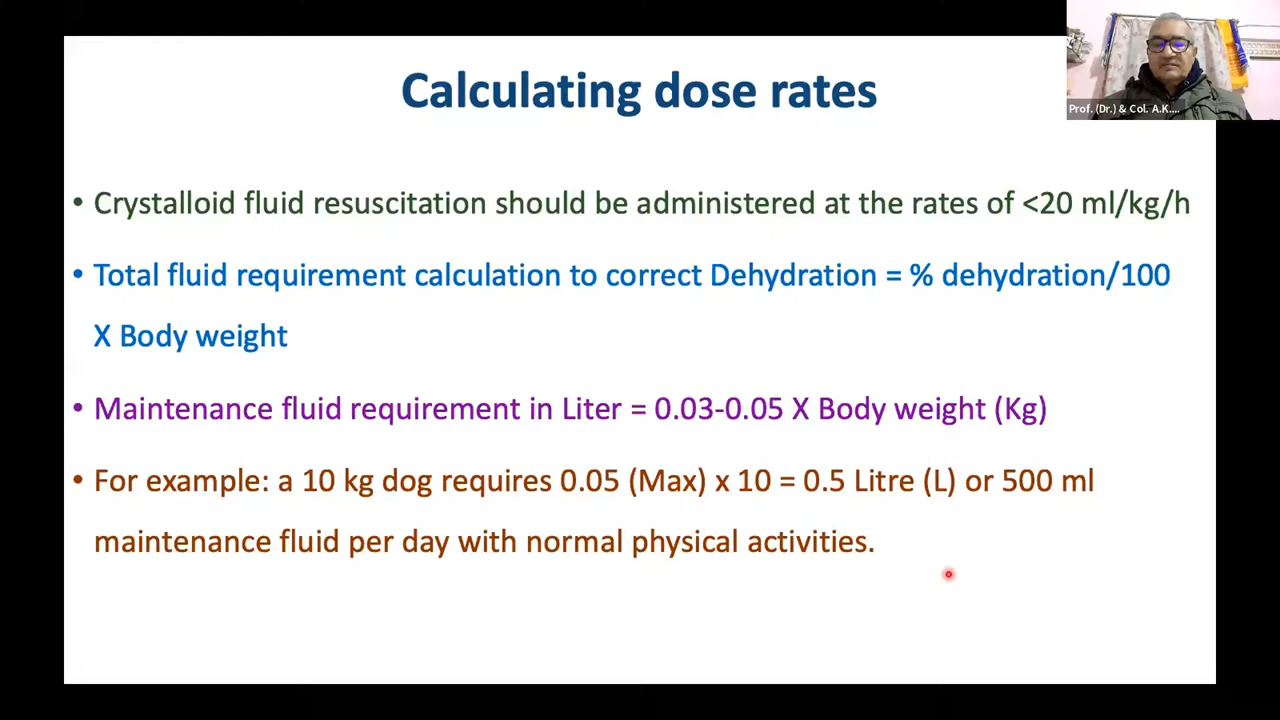 Calculating dose rates
Prof. (Dr.) & Col. A.K....
• Crystalloid fluid resuscitation should be administered at the rates of <20 ml/kg/h
• Total fluid requirement calculation to correct Dehydration = % dehydration/100
X Body weight
• Maintenance fluid requirement in Liter = 0.03-0.05 X Body weight (Kg)
• For example: a 10 kg dog requires 0.05 (Max) x 10 = 0.5 Litre (L) or 500 ml
maintenance fluid per day with normal physical activities.